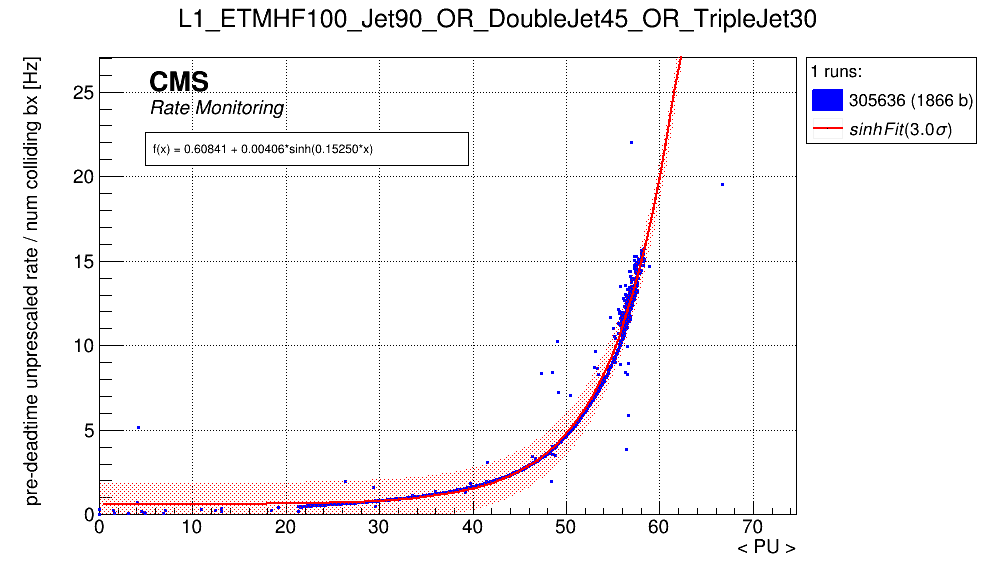 L1_ETMHF100_Jet90_OR_DoubleJet45_OR_TripleJet30
pre-deadtime unprescaled rate / num colliding bx [Hz]
CMS
Rate Monitoring
f(x) = 0.60841 + 0.00406*sinh(0.15250*x)
25
20
15
10
5
0
0 10 20 30 40 50 60 70
< PU >
1 runs:
305636 (1866 b)
sinhFit(3.0σ)